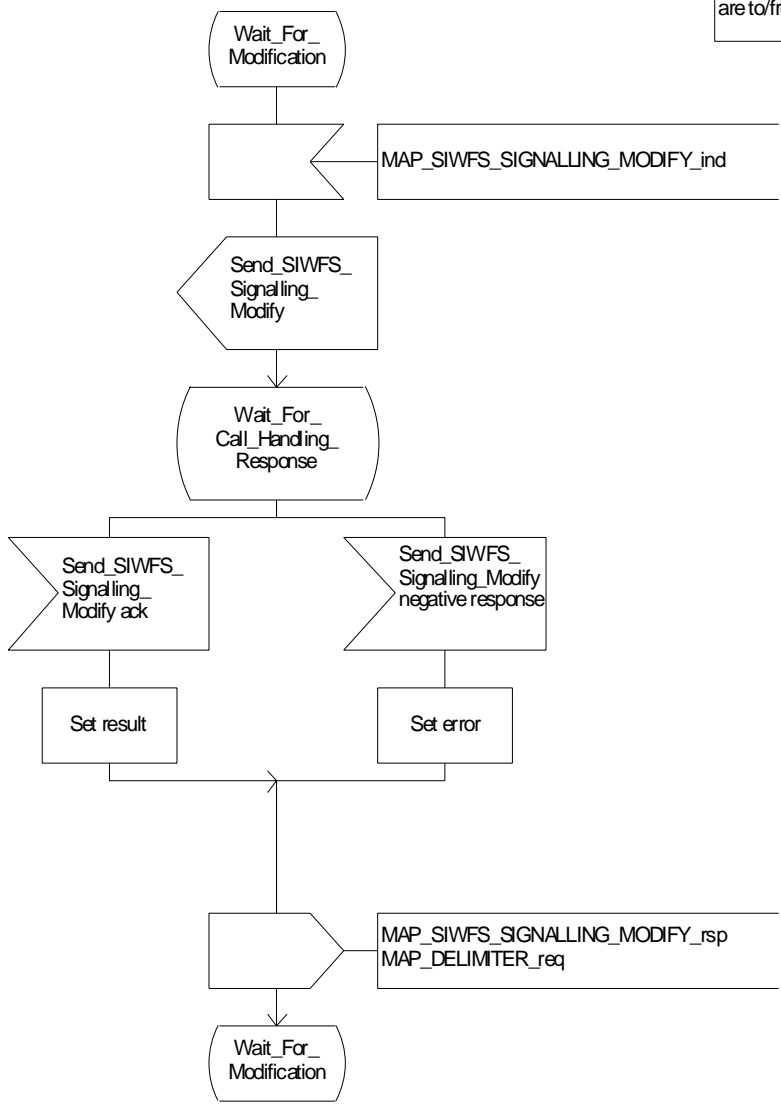 are to/fr
Wait_For_
Modification
MAP_SIWFS_SIGNALLING_MODIFY_ind
Send_SIWFS_
Signalling_
Modify
Wait_For_
Call_Handling_
Response
Send_SIWFS_
Signalling_
Modify ack
Send_SIWFS_
Signalling_Modify
negative response
Set result
Set error
MAP_SIWFS_SIGNALLING_MODIFY_rsp
MAP_DELIMITER_req
Wait_For_
Modification